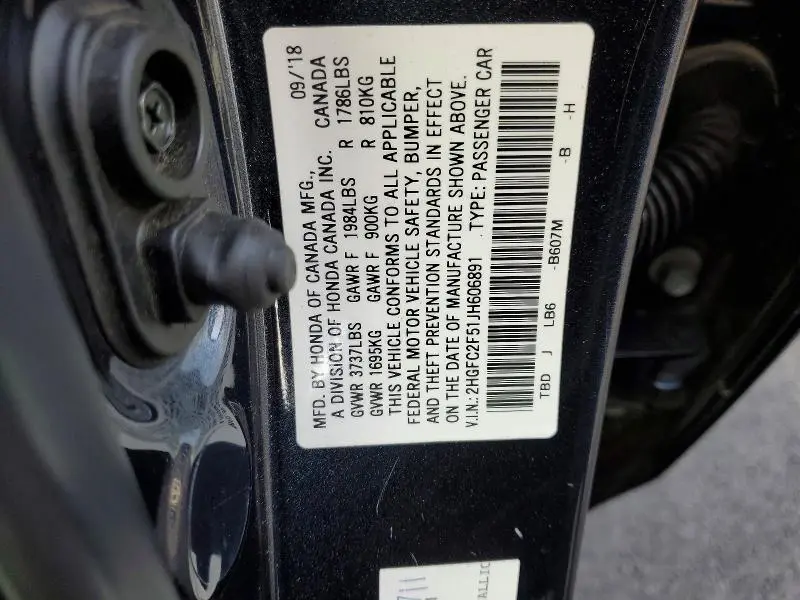 MFD. BY HONDA OF CANADA MFG., 09/'18
A DIVISION OF HONDA CANADA INC. CANADA
GVWR 3737LBS GAWR F 1984LBS R 1786LBS
GVWR 1695KG GAWR F 900KG R 810KG
THIS VEHICLE CONFORMS TO ALL APPLICABLE
FEDERAL MOTOR VEHICLE SAFETY, BUMPER,
AND THEFT PREVENTION STANDARDS IN EFFECT
ON THE DATE OF MANUFACTURE SHOWN ABOVE.
V.I.N.: 2HGFC2F51JH606891 TYPE: PASSENGER CAR
TBD J LB6 -B607M -B -H